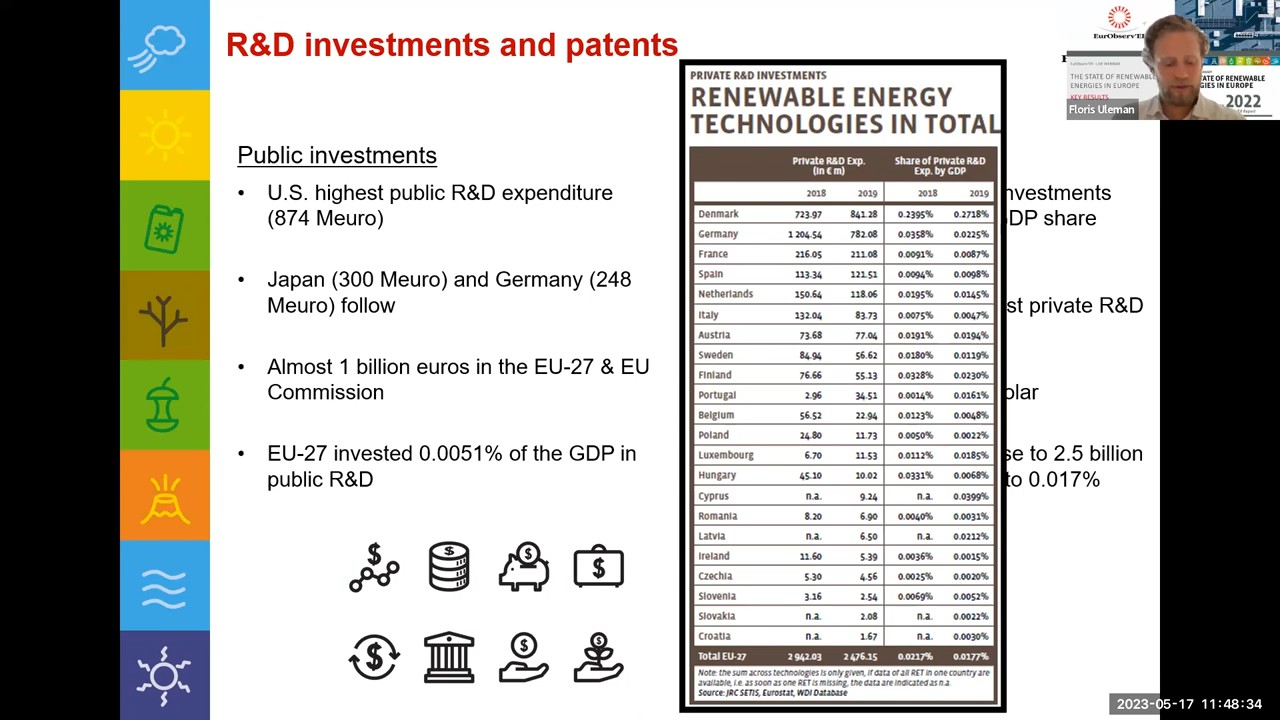 R&D investments and patents
EurObserv'E
THE STATE OF RENEWABLE
ENERGIES IN EUROPE
KEY RESULTS
STATE OF RENEWABLE
ENERGIES IN EUROPE
2022
Floris Uleman
Public investments
• U.S. highest public R&D expenditure
(874 Meuro)
• Japan (300 Meuro) and Germany (248
Meuro) follow
• Almost 1 billion euros in the EU-27 & EU
Commission
• EU-27 invested 0.0051% of the GDP in
public R&D
PRIVATE R&D INVESTMENTS
RENEWABLE ENERGY
TECHNOLOGIES IN TOTAL
Private R&D Exp. Share of Private R&D
(in € m) Exp. by GDP
2018 2019 2018 2019
Denmark 723.97 841.28 0.2395% 0.2718%
Germany 1 204.54 782.08 0.0358% 0.0225%
France 216.05 211.08 0.0091% 0.0087%
Spain 113.34 121.51 0.0094% 0.0098%
Netherlands 150.64 118.06 0.0195% 0.0145%
Italy 132.04 83.73 0.0075% 0.0047%
Austria 73.68 77.04 0.0191% 0.0194%
Sweden 84.94 56.62 0.0180% 0.0119%
Finland 76.66 55.13 0.0328% 0.0230%
Portugal 2.96 34.51 0.0014% 0.0161%
Belgium 56.52 22.94 0.0123% 0.0048%
Poland 24.80 11.73 0.0050% 0.0022%
Luxembourg 6.70 11.53 0.0112% 0.0185%
Hungary 45.10 10.02 0.0331% 0.0068%
Cyprus n.a. 9.24 n.a. 0.0399%
Romania 8.20 6.90 0.0040% 0.0031%
Latvia n.a. 6.50 n.a. 0.0212%
Ireland 11.60 5.39 0.0036% 0.0015%
Czechia 5.30 4.56 0.0025% 0.0020%
Slovenia 3.16 2.54 0.0069% 0.0052%
Slovakia n.a. 2.08 n.a. 0.0022%
Croatia n.a. 1.67 n.a. 0.0030%
Total EU-27 2 942.03 2 476.15 0.0217% 0.0177%
Note: the sum across technologies is only given, if data of all RET in one country are
available, i.e. as soon as one RET is missing, the data are indicated as n.a.
Source: JRC SETIS, Eurostat, WDI Database
nvestments
GDP share
st private R&D
olar
se to 2.5 billion
to 0.017%
2023-05-17 11:48:34